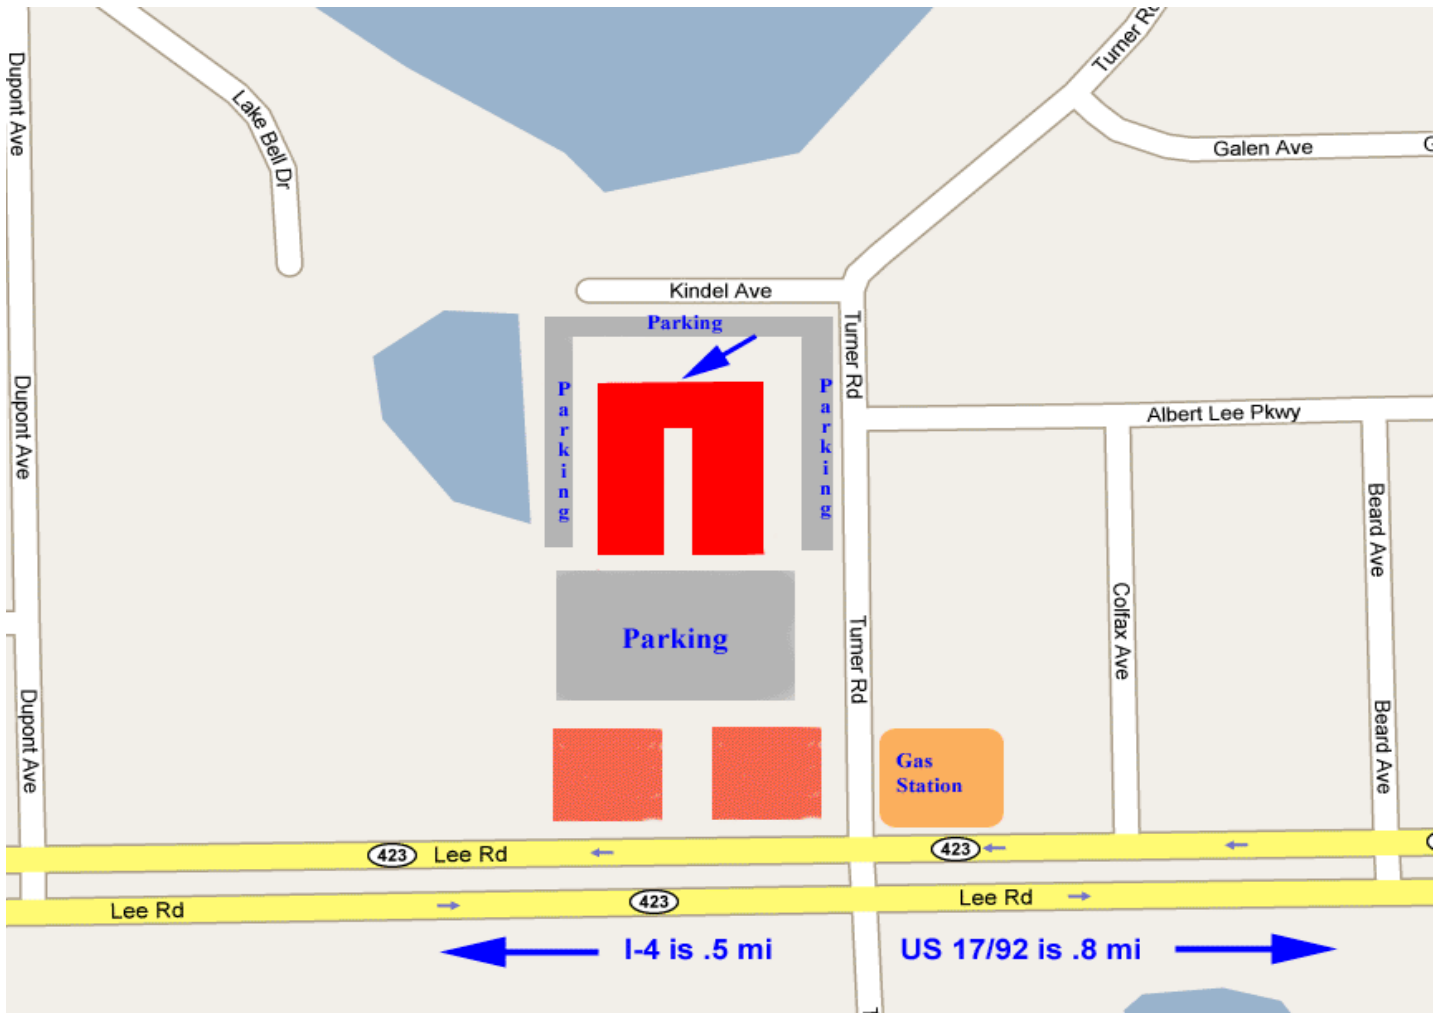 Turner Rd
Dupont Ave
Lake Bell Dr
Galen Ave
G
Kindel Ave
Parking
Turner Rd
Parking
Parking
Dupont Ave
Albert Lee Pkwy
Beard Ave
Colfax Ave
Parking
Turner Rd
Dupont Ave
Beard Ave
Gas
Station
423 Lee Rd
423
Lee Rd
423
Lee Rd
I-4 is .5 mi
US 17/92 is .8 mi